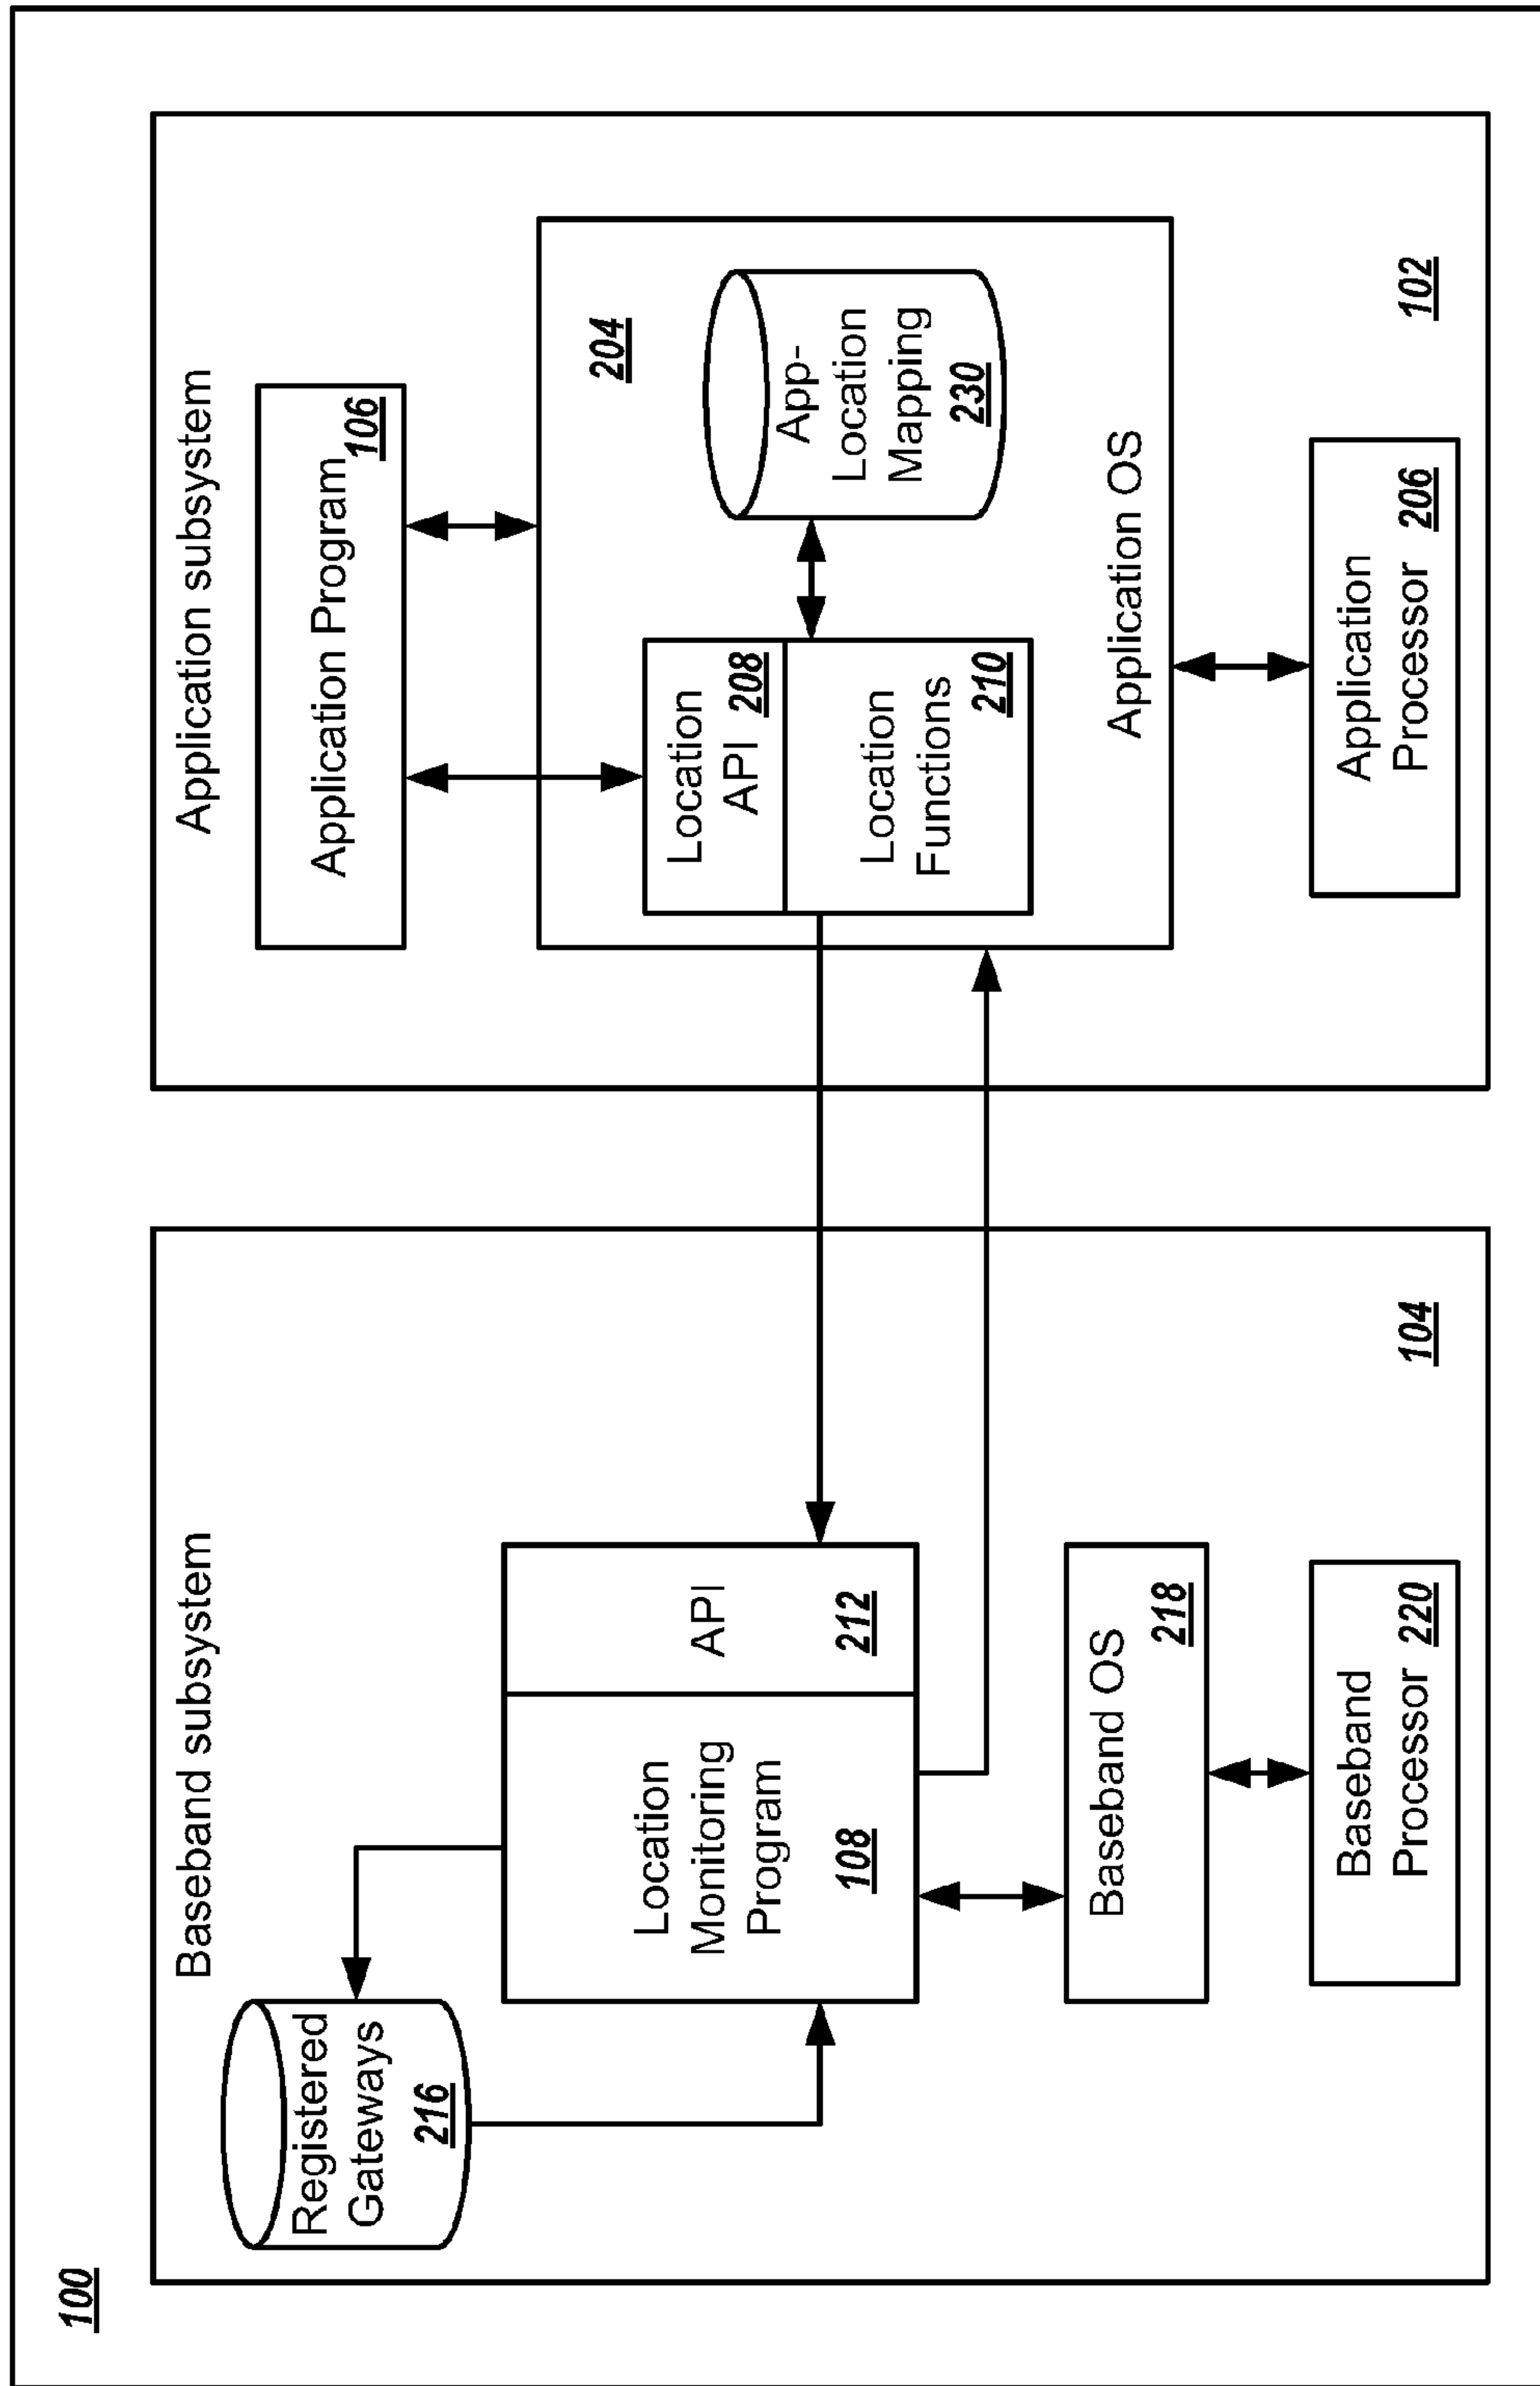 100
Baseband subsystem
Registered
Gateways
216
Location
Monitoring
Program
108
API
212
Baseband OS
218
Baseband
Processor 220
104
Application subsystem
Application Program
106
204
Location
API 208
Location
Functions
210
App-
Location
Mapping
230
Application OS
Application
Processor 206
102